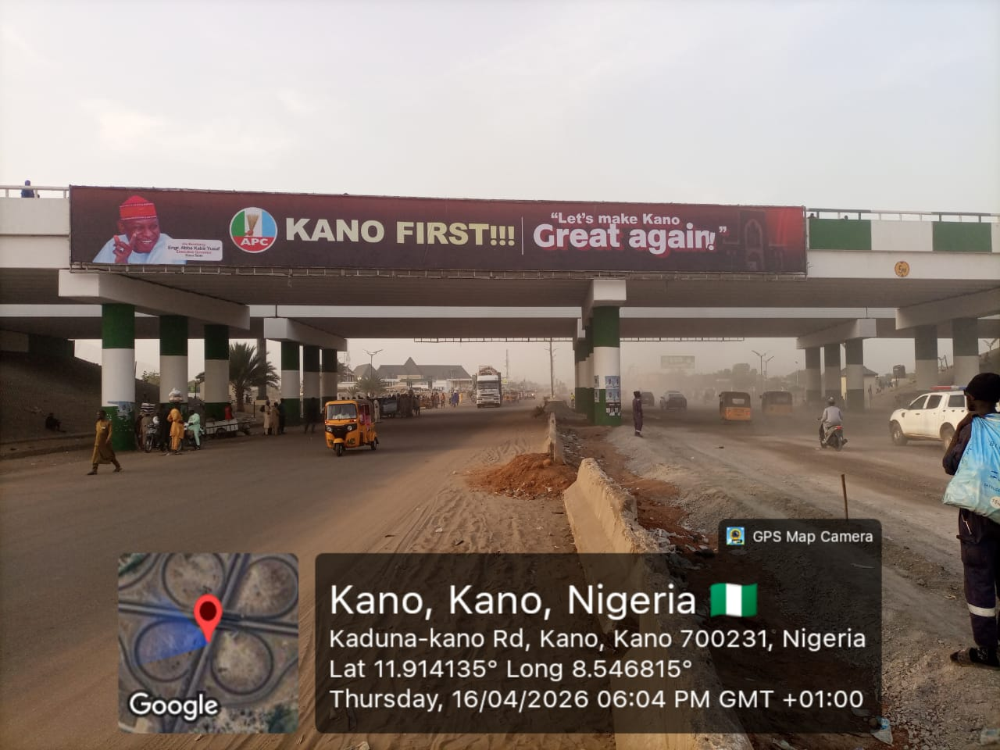 His Excellency
Engr. Abba Kabir Yusuf
Executive Governor
Kano State
APC
KANO FIRST!!!
“Let’s make Kano
Great again!”
GPS Map Camera
Kano, Kano, Nigeria
Kaduna-kano Rd, Kano, Kano 700231, Nigeria
Lat 11.914135° Long 8.546815°
Thursday, 16/04/2026 06:04 PM GMT +01:00
Google